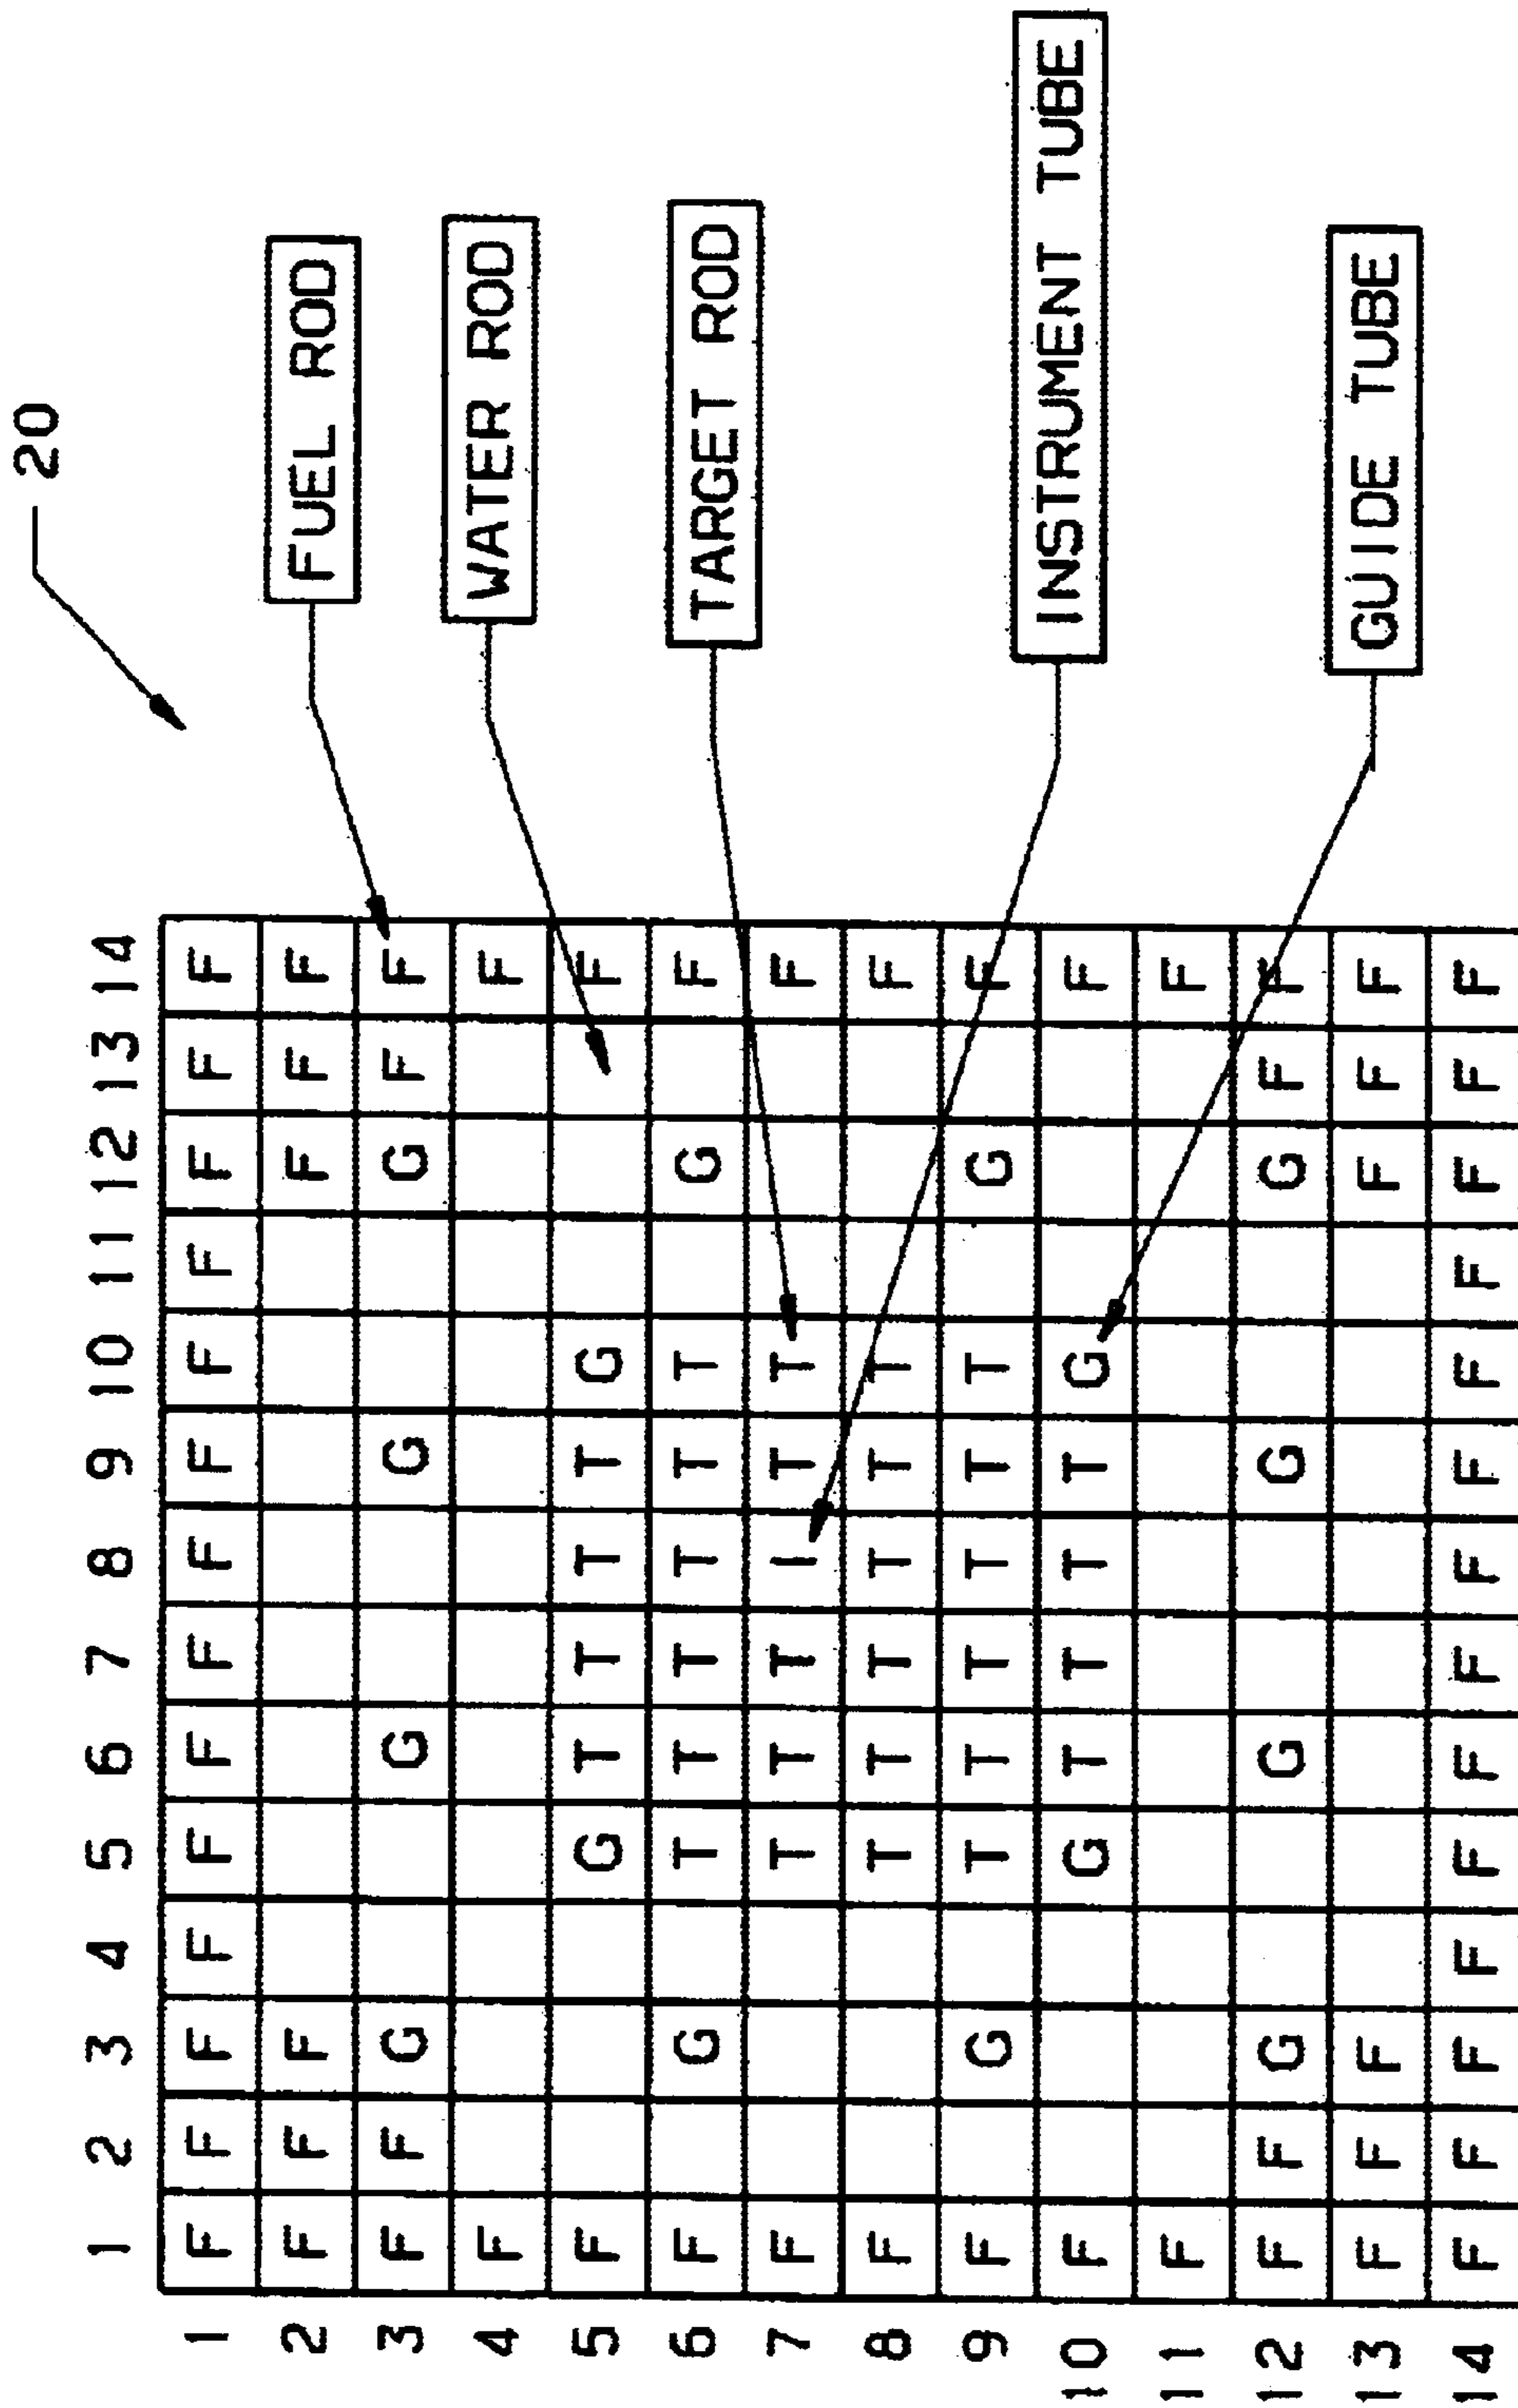 20
1 2 3 4 5 6 7 8 9 10 11 12 13 14
1 F F F F F F F F F F F F F F
2 F F F F F F
FUEL ROD
3 F F G G G G F F
4 F F
WATER ROD
5 F G T T T T G F
6 F G T T T T T T G F
TARGET ROD
7 F T T T I T T F
8 F T T T T T T F
9 F G T T T T T T G F
10 F G T T T T G F
INSTRUMENT TUBE
11 F F
12 F F G G G G F F
13 F F F F F F
GUIDE TUBE
14 F F F F F F F F F F F F F F